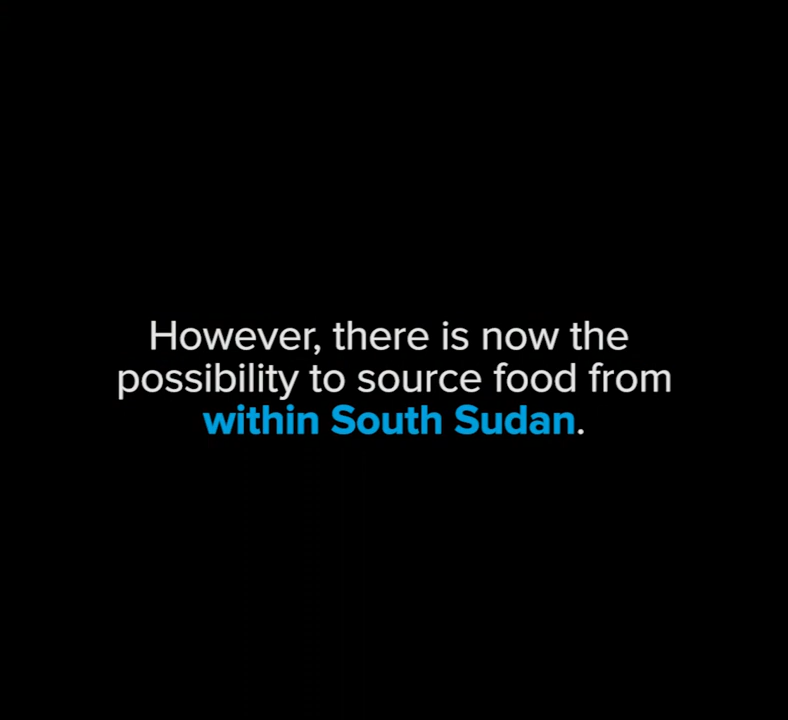 However, there is now the
possibility to source food from
within South Sudan.